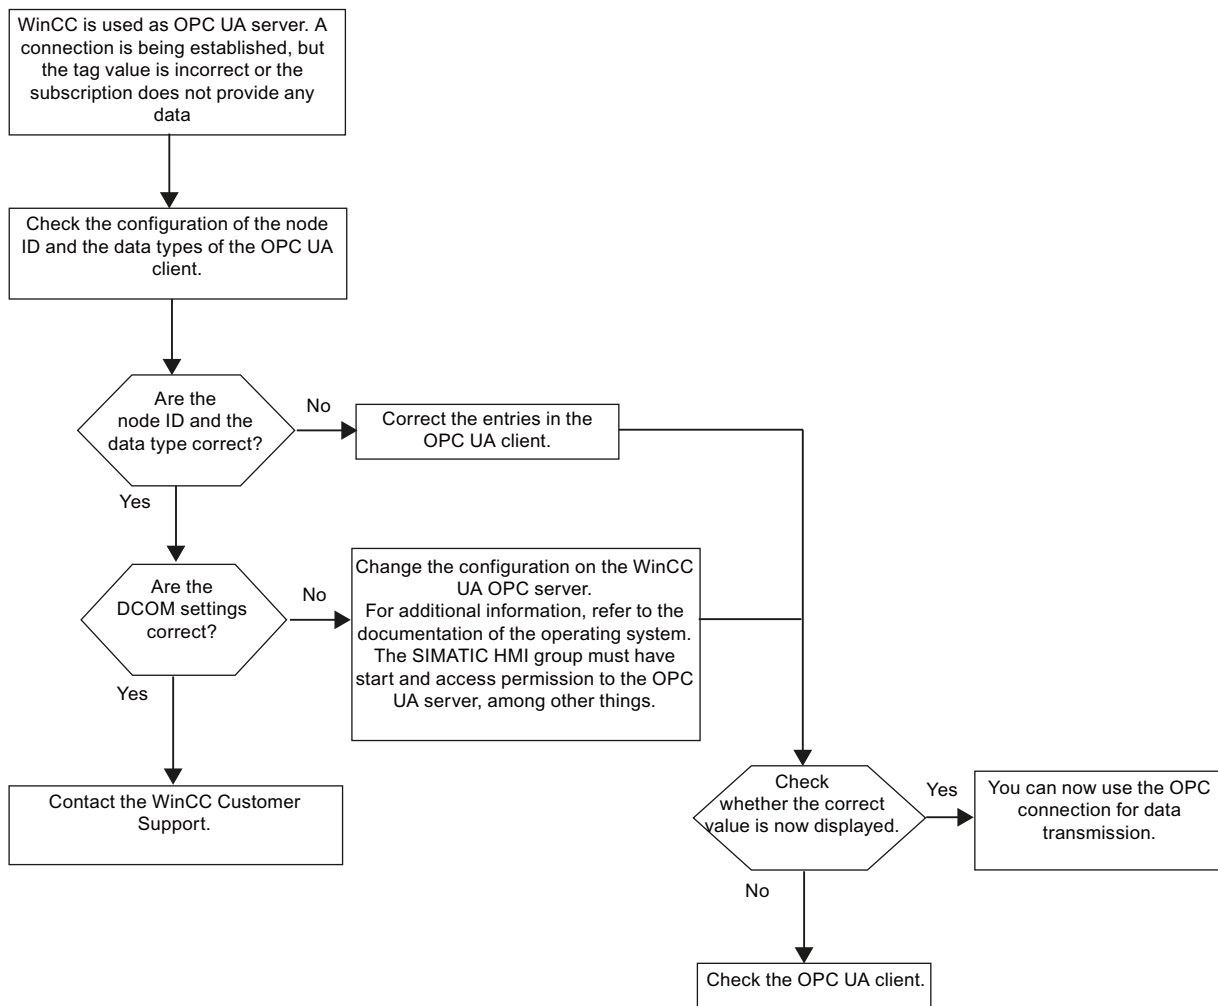 WinCC is used as OPC UA server. A
connection is being established, but
the tag value is incorrect or the
subscription does not provide any
data
Check the configuration of the node
ID and the data types of the OPC UA
client.
Are the
node ID and the
data type correct?
No
Correct the entries in the
OPC UA client.
Yes
Are the
DCOM settings
correct?
No
Change the configuration on the WinCC
UA OPC server.
For additional information, refer to the
documentation of the operating system.
The SIMATIC HMI group must have
start and access permission to the OPC
UA server, among other things.
Yes
Contact the WinCC Customer
Support.
Check
whether the correct
value is now displayed.
Yes
You can now use the OPC
connection for data
transmission.
No
Check the OPC UA client.